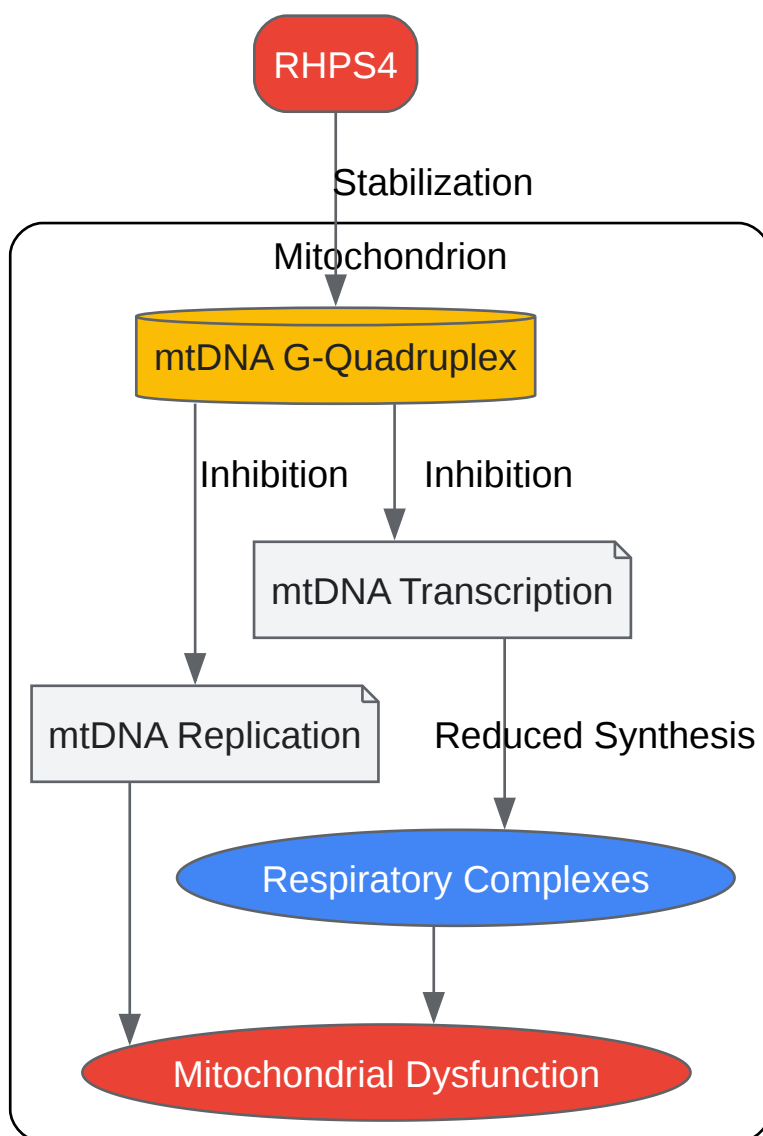 RHPS4
Stabilization
Mitochondrion
mtDNA G-Quadruplex
Inhibition
Inhibition
mtDNA Transcription
mtDNA Replication
Reduced Synthesis
Respiratory Complexes
Mitochondrial Dysfunction